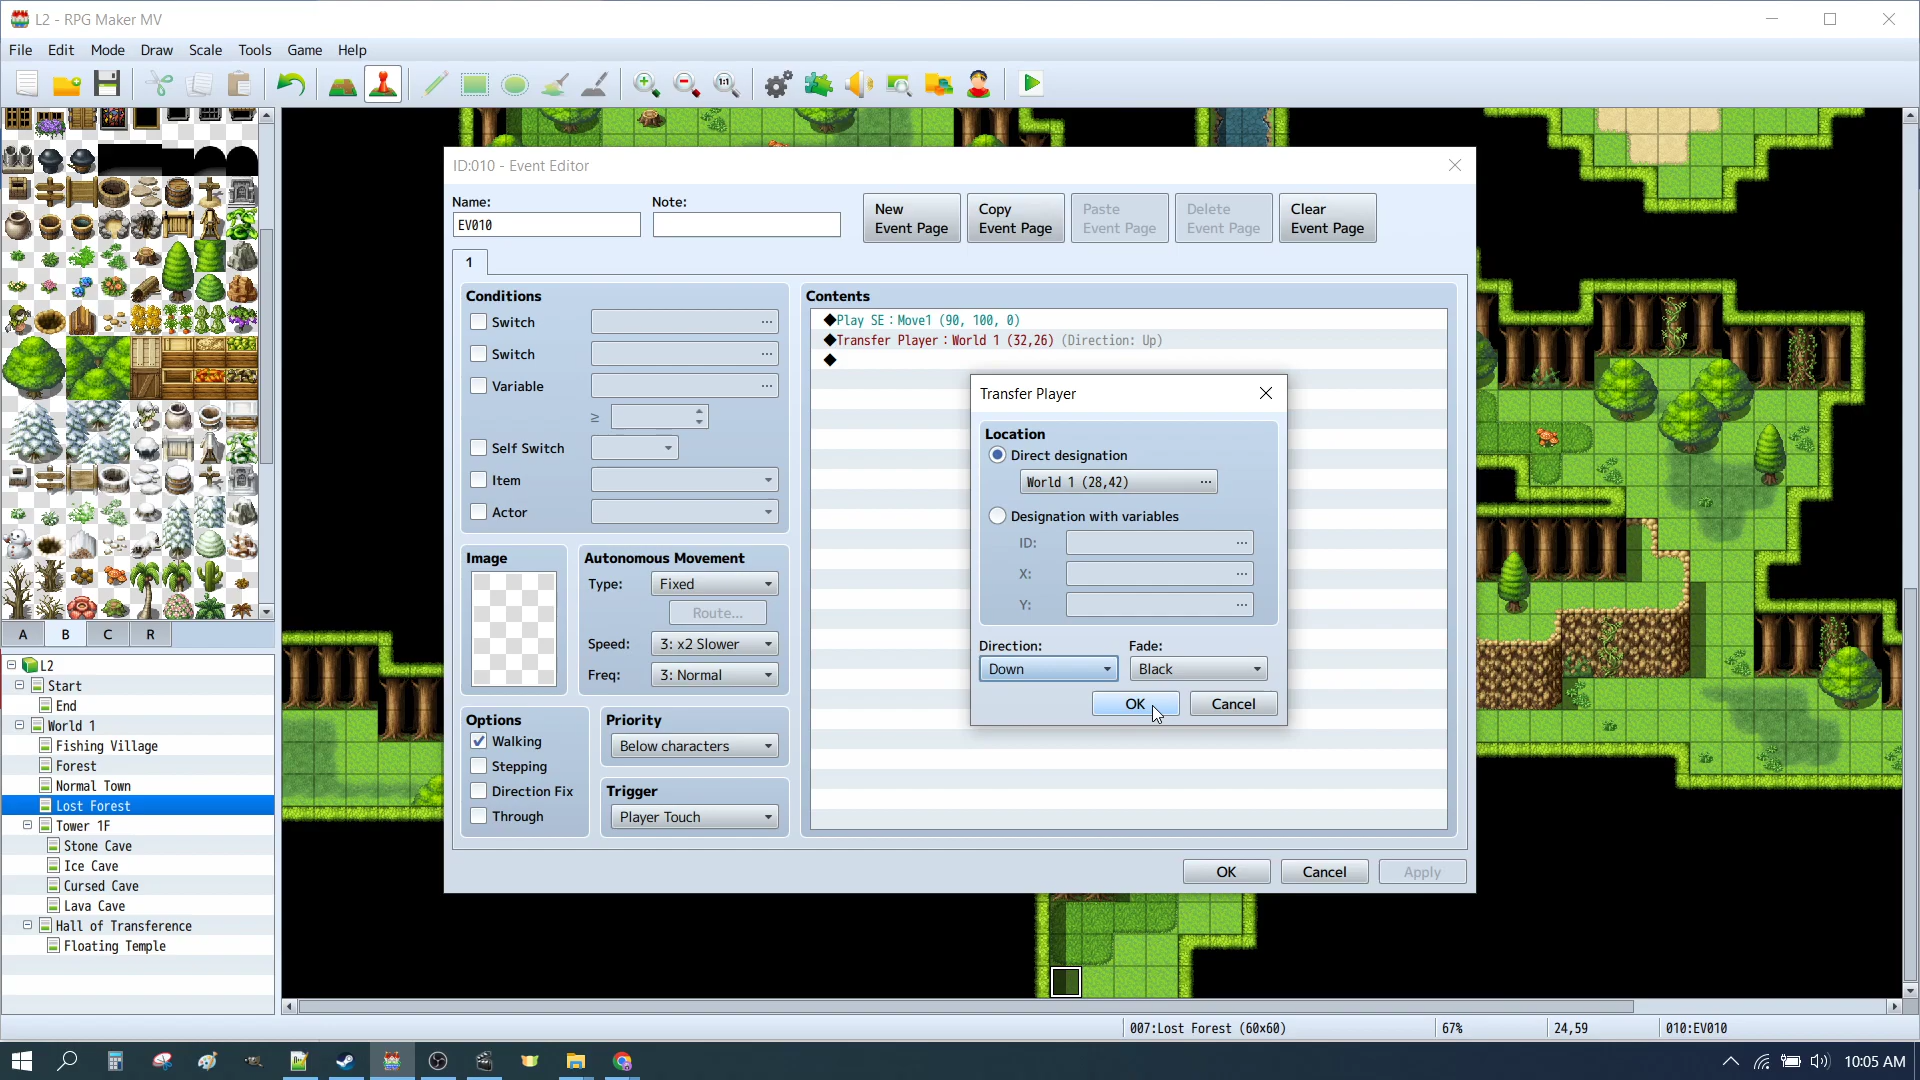 L2 - RPG Maker MV
File Edit Mode Draw Scale Tools Game Help
1:1
ID:010 - Event Editor
Name:
Note:
EV010
New
Event Page
Copy
Event Page
Paste
Event Page
Delete
Event Page
Clear
Event Page
1
Conditions
Switch
Switch
Variable
≥
Self Switch
Item
Actor
Image
Autonomous Movement
Type: Fixed
Route...
Speed: 3: x2 Slower
Freq: 3: Normal
Options
Walking
Stepping
Direction Fix
Through
Priority
Below characters
Trigger
Player Touch
Contents
◆Play SE：Move1 (90, 100, 0)
◆Transfer Player：World 1 (32,26) (Direction: Up)
◆
Transfer Player
Location
Direct designation
World 1 (28,42) ...
Designation with variables
ID: ...
X: ...
Y: ...
Direction:
Fade:
Down
Black
OK
Cancel
OK
Cancel
Apply
A B C R
L2
Start
End
World 1
Fishing Village
Forest
Normal Town
Lost Forest
Tower 1F
Stone Cave
Ice Cave
Cursed Cave
Lava Cave
Hall of Transference
Floating Temple
007:Lost Forest (60x60)
67%
24,59
010:EV010
10:05 AM